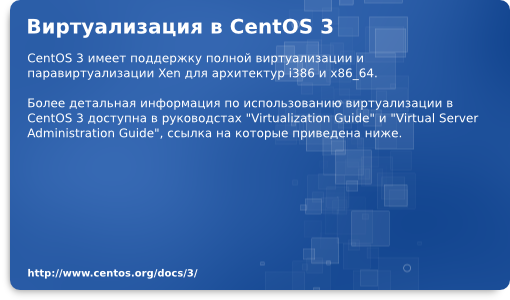 Виртуализация в CentOS 3
CentOS 3 имеет поддержку полной виртуализации и
паравиртуализации Xen для архитектур i386 и x86_64.
Более детальная информация по использованию виртуализации в
CentOS 3 доступна в руководстах "Virtualization Guide" и "Virtual Server
Administration Guide", ссылка на которые приведена ниже.
http://www.centos.org/docs/3/